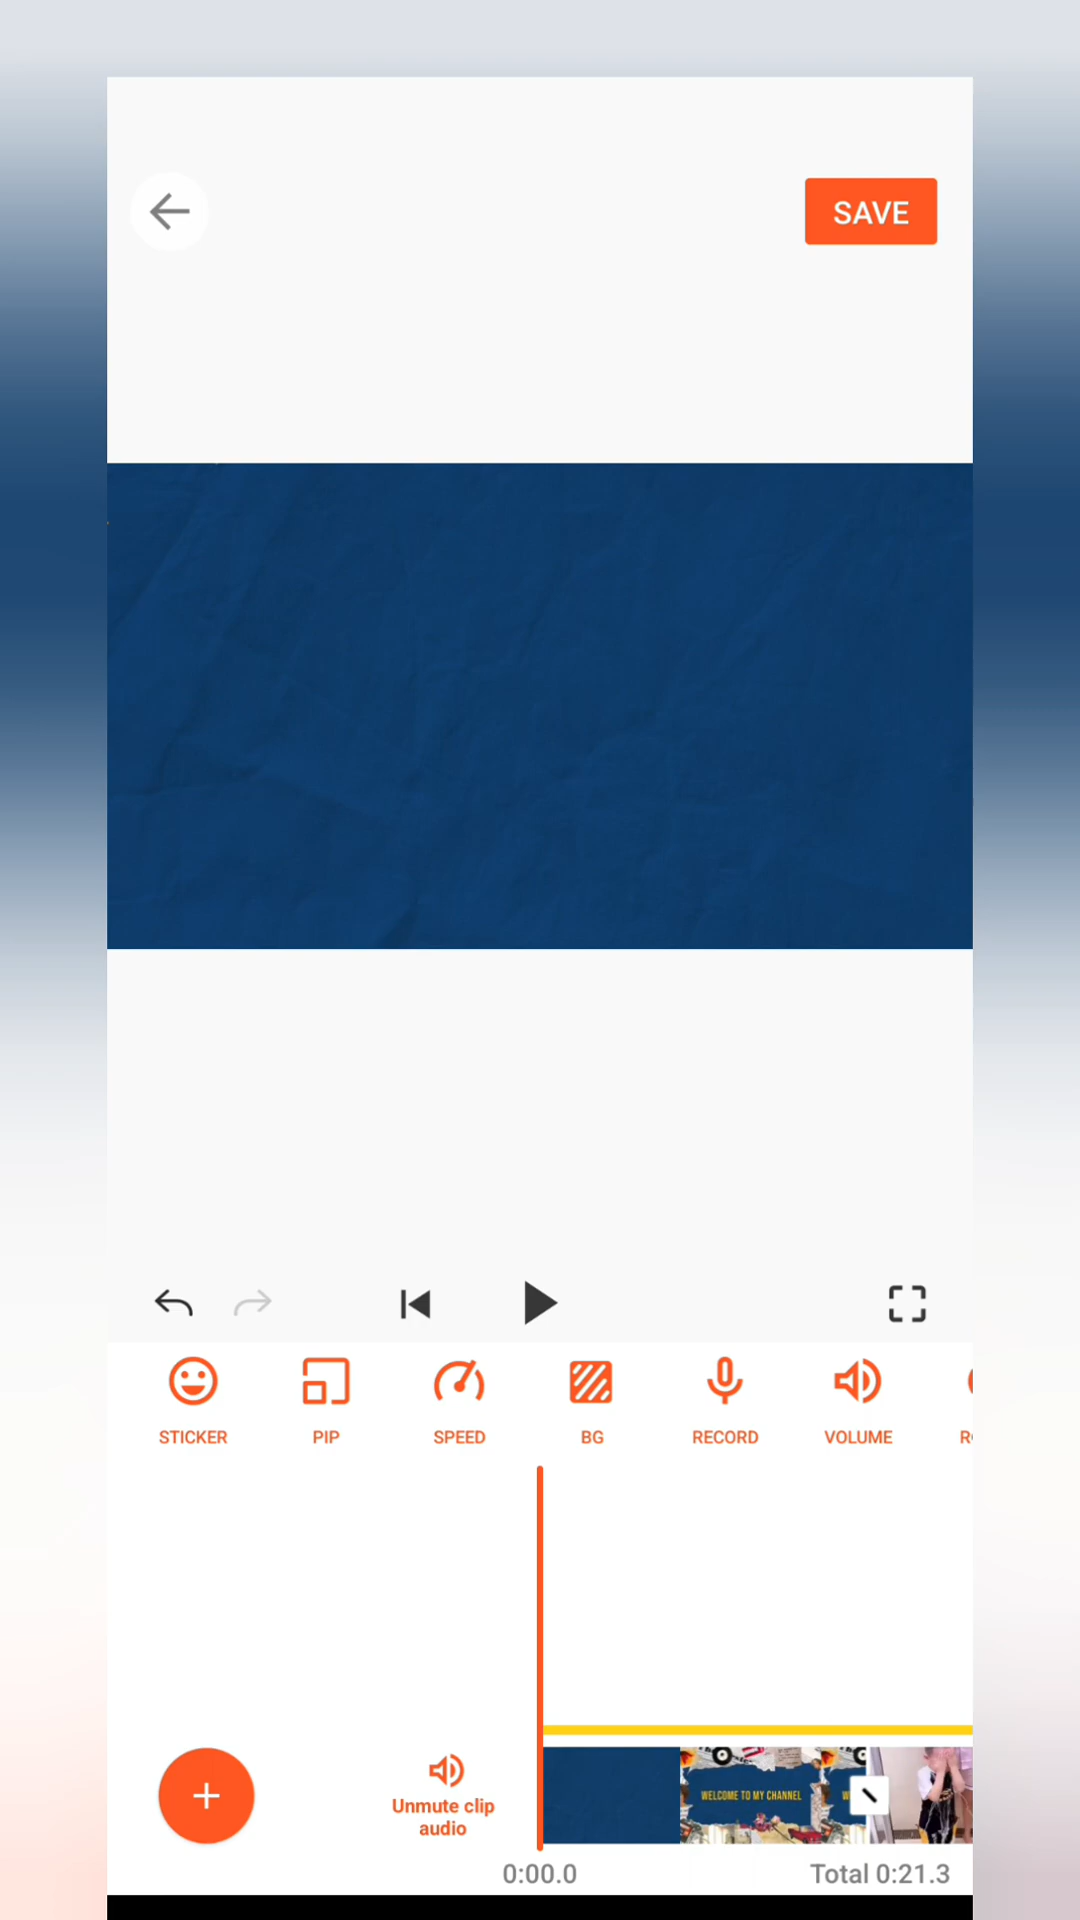 SAVE
STICKER
PIP
SPEED
BG
RECORD
VOLUME
Unmute clip
audio
WELCOME TO MY CHANNEL
0:00.0
Total 0:21.3